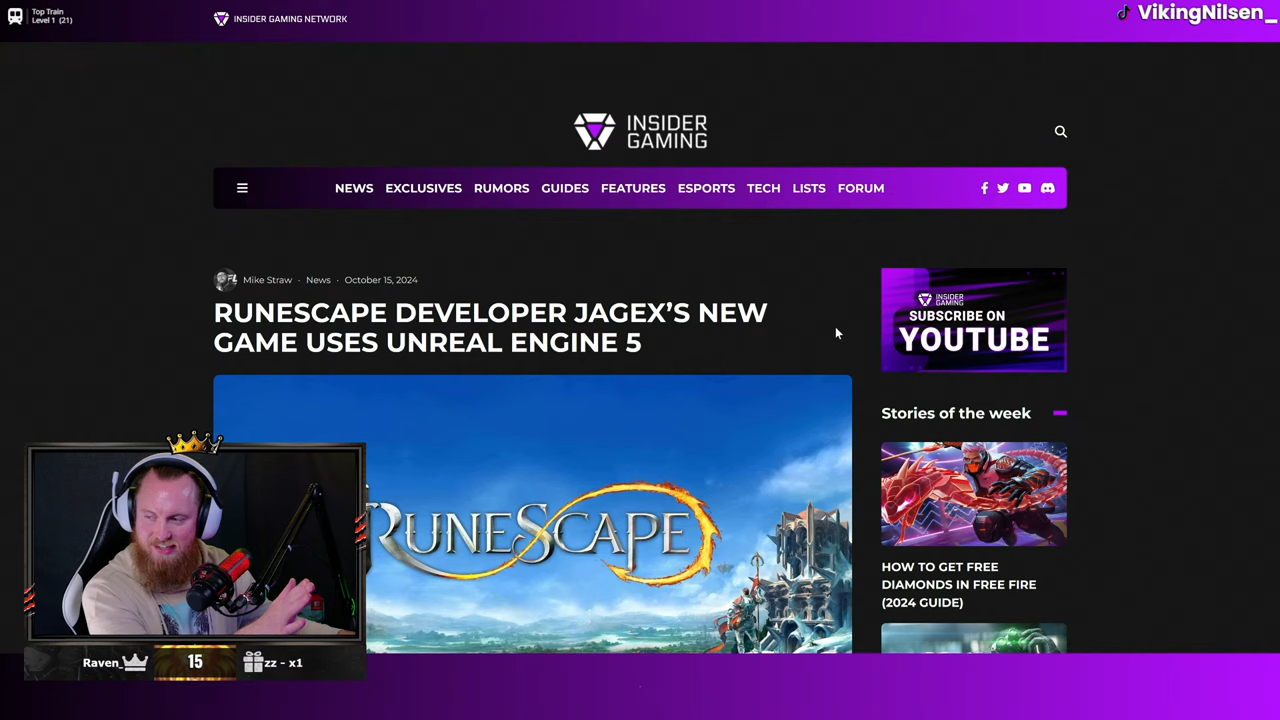 Top Train
Level 1 (21)
INSIDER GAMING NETWORK
VikingNilsen_
INSIDER
GAMING
NEWS EXCLUSIVES RUMORS GUIDES FEATURES ESPORTS TECH LISTS FORUM
Mike Straw · News · October 15, 2024
RUNESCAPE DEVELOPER JAGEX’S NEW
GAME USES UNREAL ENGINE 5
RUNESCAPE
INSIDER
GAMING
SUBSCRIBE ON
YOUTUBE
Stories of the week
HOW TO GET FREE
DIAMONDS IN FREE FIRE
(2024 GUIDE)
Raven_ 15 zz - x1